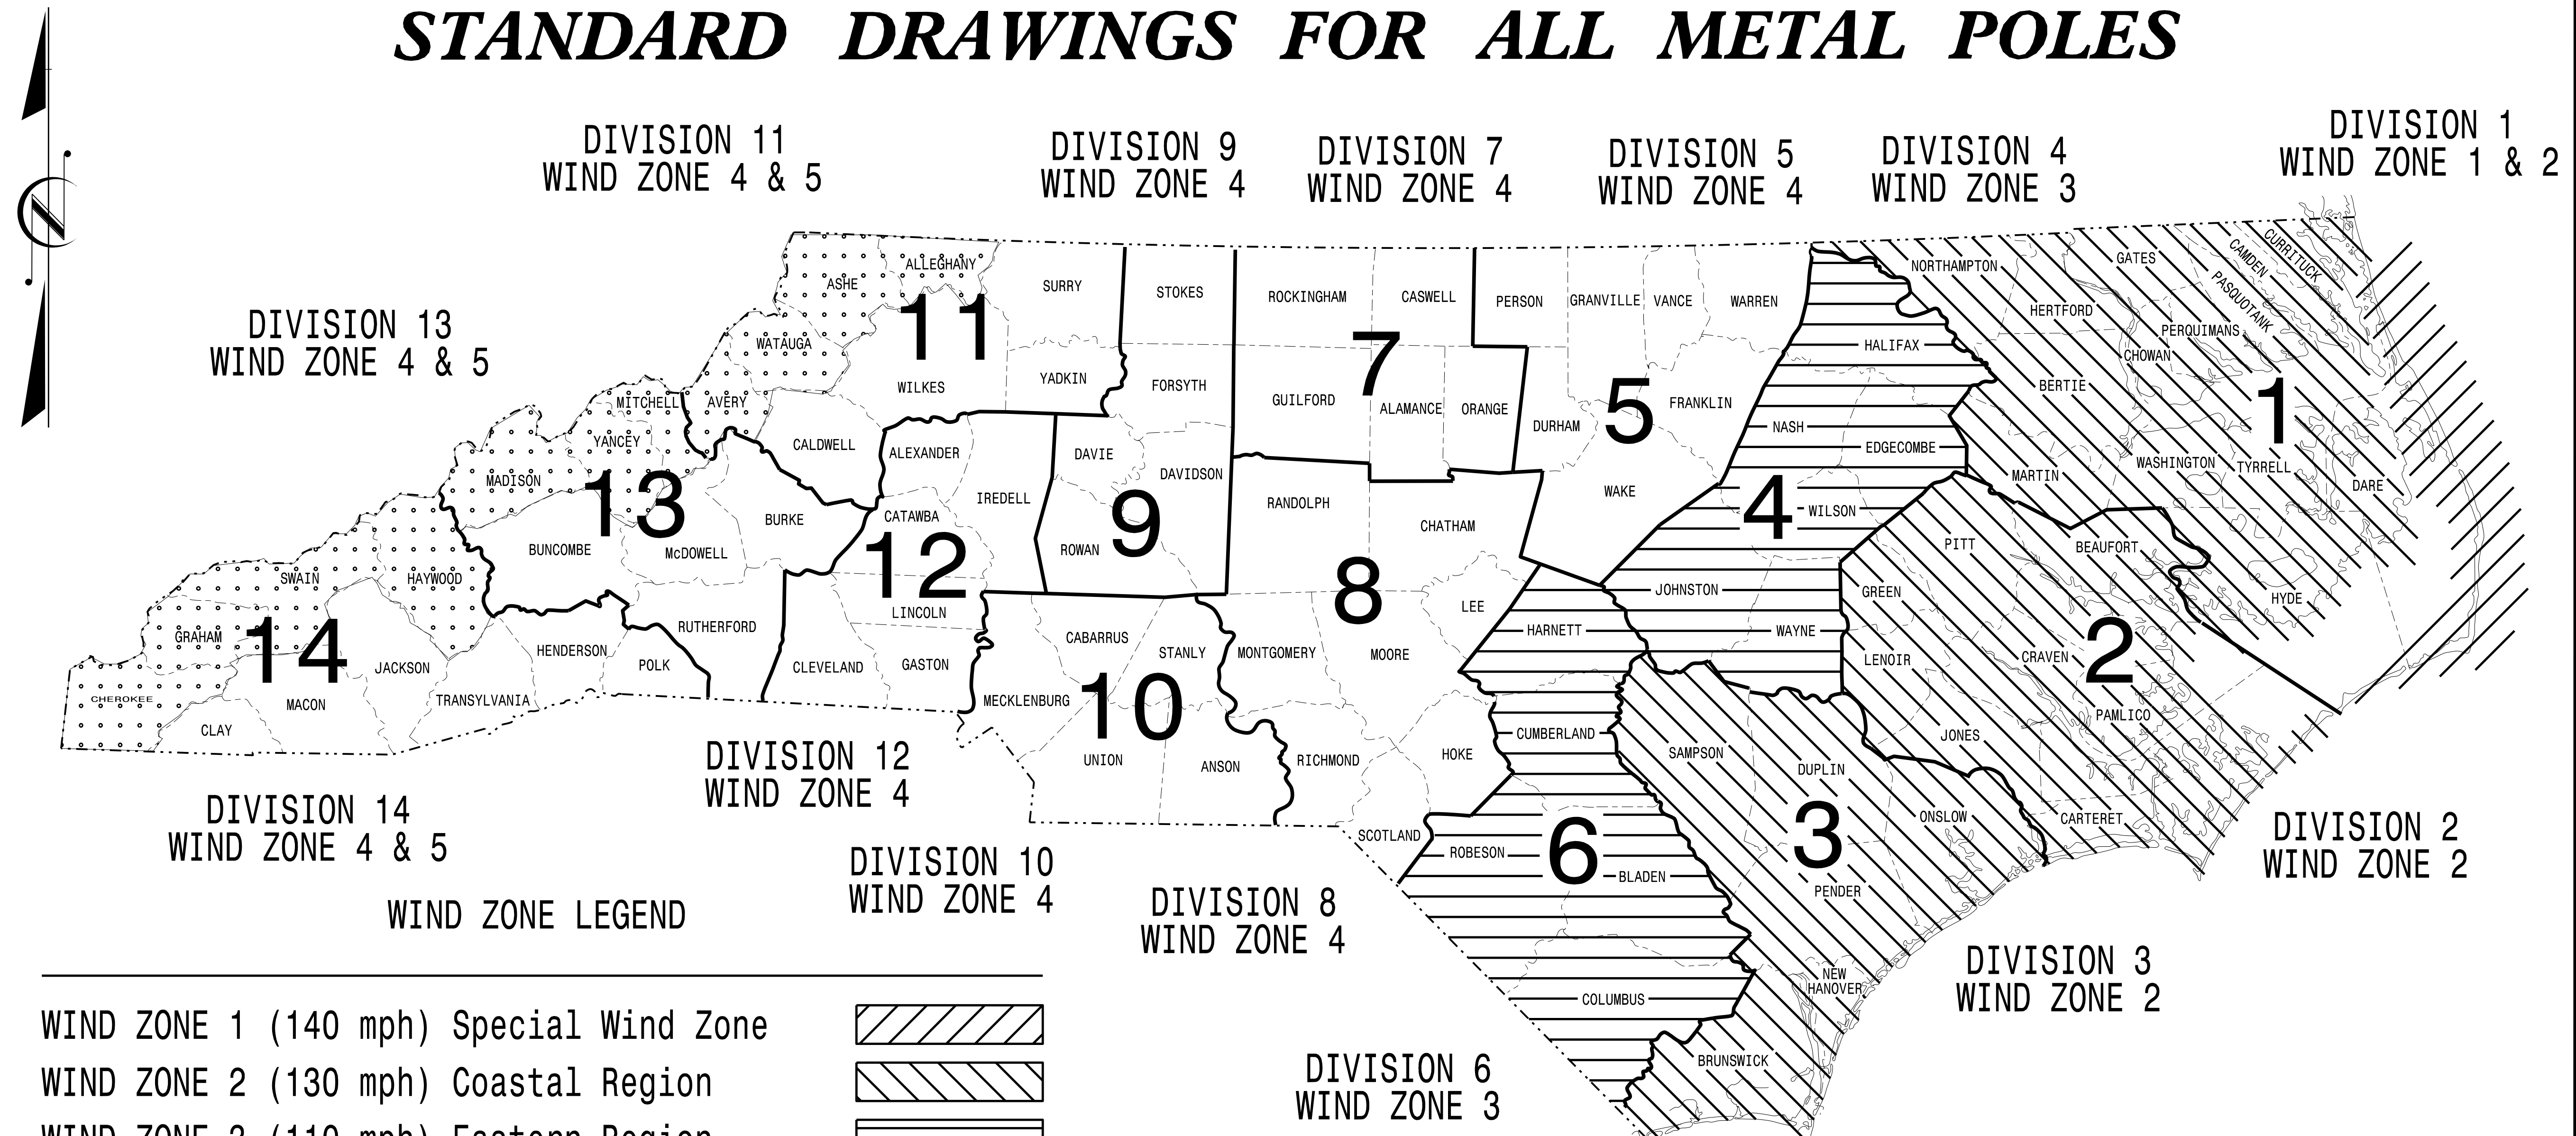 STANDARD DRAWINGS FOR ALL METAL POLES
DIVISION 1
WIND ZONE 1 & 2
DIVISION 11
WIND ZONE 4 & 5
DIVISION 9
WIND ZONE 4
DIVISION 7
WIND ZONE 4
DIVISION 5
WIND ZONE 4
DIVISION 4
WIND ZONE 3
DIVISION 13
WIND ZONE 4 & 5
N
ASHE
ALLEGHANY
SURRY
WATAUGA
11
WILKES
YADKIN
AVERY
CALDWELL
STOKES
FORSYTH
DAVIE
DAVIDSON
9
ROWAN
ROCKINGHAM
CASWELL
7
GUILFORD
ALAMANCE
ORANGE
PERSON
GRANVILLE
VANCE
WARREN
5
FRANKLIN
DURHAM
WAKE
HALIFAX
NASH
EDGECOMBE
4
WILSON
JOHNSTON
WAYNE
NORTHAMPTON
GATES
CAMDEN
CURRITUCK
PASQUOTANK
HERTFORD
PERQUIMANS
CHOWAN
BERTIE
1
MARTIN
WASHINGTON
TYRRELL
DARE
HYDE
MITCHELL
YANCEY
MADISON
13
BUNCOMBE
McDOWELL
BURKE
RUTHERFORD
ALEXANDER
IREDELL
CATAWBA
12
LINCOLN
CLEVELAND
GASTON
SWAIN
HAYWOOD
GRAHAM
14
JACKSON
HENDERSON
POLK
CHEROKEE
MACON
TRANSYLVANIA
CLAY
CABARRUS
STANLY
MECKLENBURG
10
UNION
ANSON
RANDOLPH
CHATHAM
8
LEE
MONTGOMERY
MOORE
RICHMOND
HOKE
SCOTLAND
HARNETT
CUMBERLAND
6
ROBESON
BLADEN
COLUMBUS
PITT
BEAUFORT
GREEN
LENOIR
CRAVEN
2
PAMLICO
JONES
CARTERET
SAMPSON
DUPLIN
ONSLOW
3
PENDER
NEW
HANOVER
BRUNSWICK
DIVISION 12
WIND ZONE 4
DIVISION 14
WIND ZONE 4 & 5
DIVISION 10
WIND ZONE 4
DIVISION 8
WIND ZONE 4
DIVISION 2
WIND ZONE 2
DIVISION 3
WIND ZONE 2
DIVISION 6
WIND ZONE 3
WIND ZONE LEGEND
WIND ZONE 1 (140 mph) Special Wind Zone
WIND ZONE 2 (130 mph) Coastal Region
WIND ZONE 3 (110 mph) Eastern Region